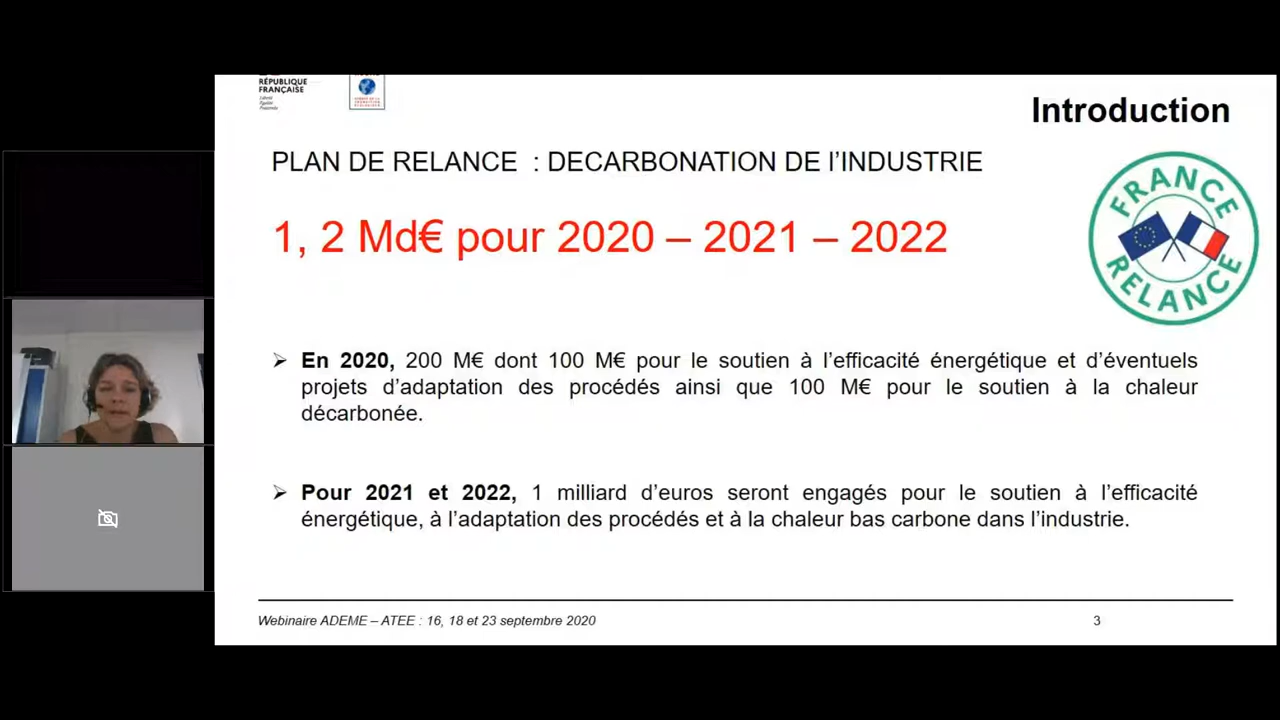 RÉPUBLIQUE
FRANÇAISE
Liberté
Égalité
Fraternité
Introduction
PLAN DE RELANCE : DECARBONATION DE l’INDUSTRIE
FRANCE
RELANCE
1, 2 Md€ pour 2020 – 2021 – 2022
➢ En 2020, 200 M€ dont 100 M€ pour le soutien à l’efficacité énergétique et d’éventuels
projets d’adaptation des procédés ainsi que 100 M€ pour le soutien à la chaleur
décarbonée.
➢ Pour 2021 et 2022, 1 milliard d’euros seront engagés pour le soutien à l’efficacité
énergétique, à l’adaptation des procédés et à la chaleur bas carbone dans l’industrie.
Webinaire ADEME – ATEE : 16, 18 et 23 septembre 2020
3